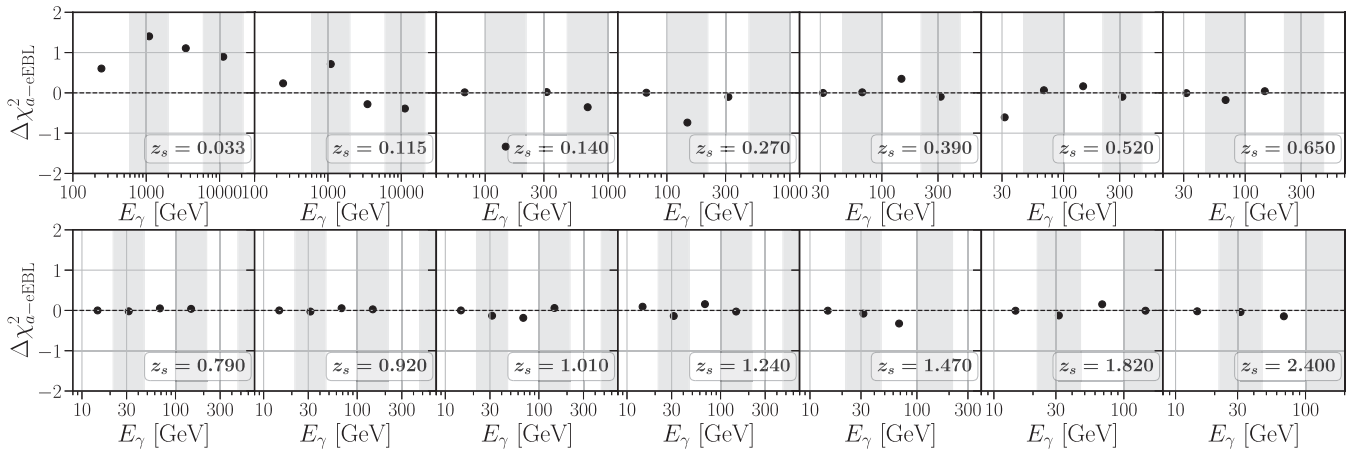 2
1
0
−1
−2
Δχ²ₐ₋ₑEBL
z_s = 0.033
z_s = 0.115
z_s = 0.140
z_s = 0.270
z_s = 0.390
z_s = 0.520
z_s = 0.650
100 1000 10000
100 1000 10000
100 300 1000
100 300 1000
30 100 300
30 100 300
30 100 300
E_γ [GeV] E_γ [GeV] E_γ [GeV] E_γ [GeV] E_γ [GeV] E_γ [GeV] E_γ [GeV]
2
1
0
−1
−2
Δχ²ₐ₋ₑEBL
z_s = 0.790
z_s = 0.920
z_s = 1.010
z_s = 1.240
z_s = 1.470
z_s = 1.820
z_s = 2.400
10 30 100 300
10 30 100 300
10 30 100 300
10 30 100 300
10 30 100 300
10 30 100
10 30 100
E_γ [GeV] E_γ [GeV] E_γ [GeV] E_γ [GeV] E_γ [GeV] E_γ [GeV] E_γ [GeV]